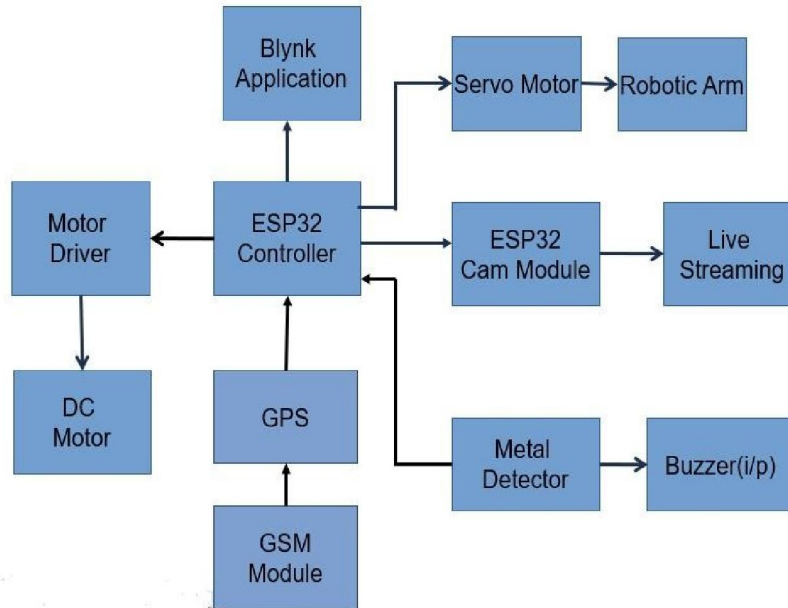 Blynk
Application
Servo Motor
Robotic Arm
Motor
Driver
ESP32
Controller
ESP32
Cam Module
Live
Streaming
DC
Motor
GPS
Metal
Detector
Buzzer(i/p)
GSM
Module